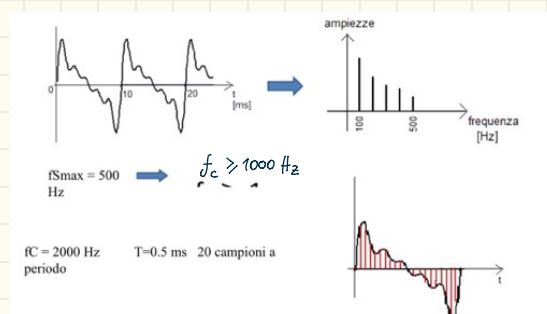 ampiezze
0
10
20
t
[ms]
100
500
frequenza
[Hz]
fSmax = 500
Hz
fc ⩾ 1000 Hz
fC = 2000 Hz T=0.5 ms 20 campioni a
periodo
t